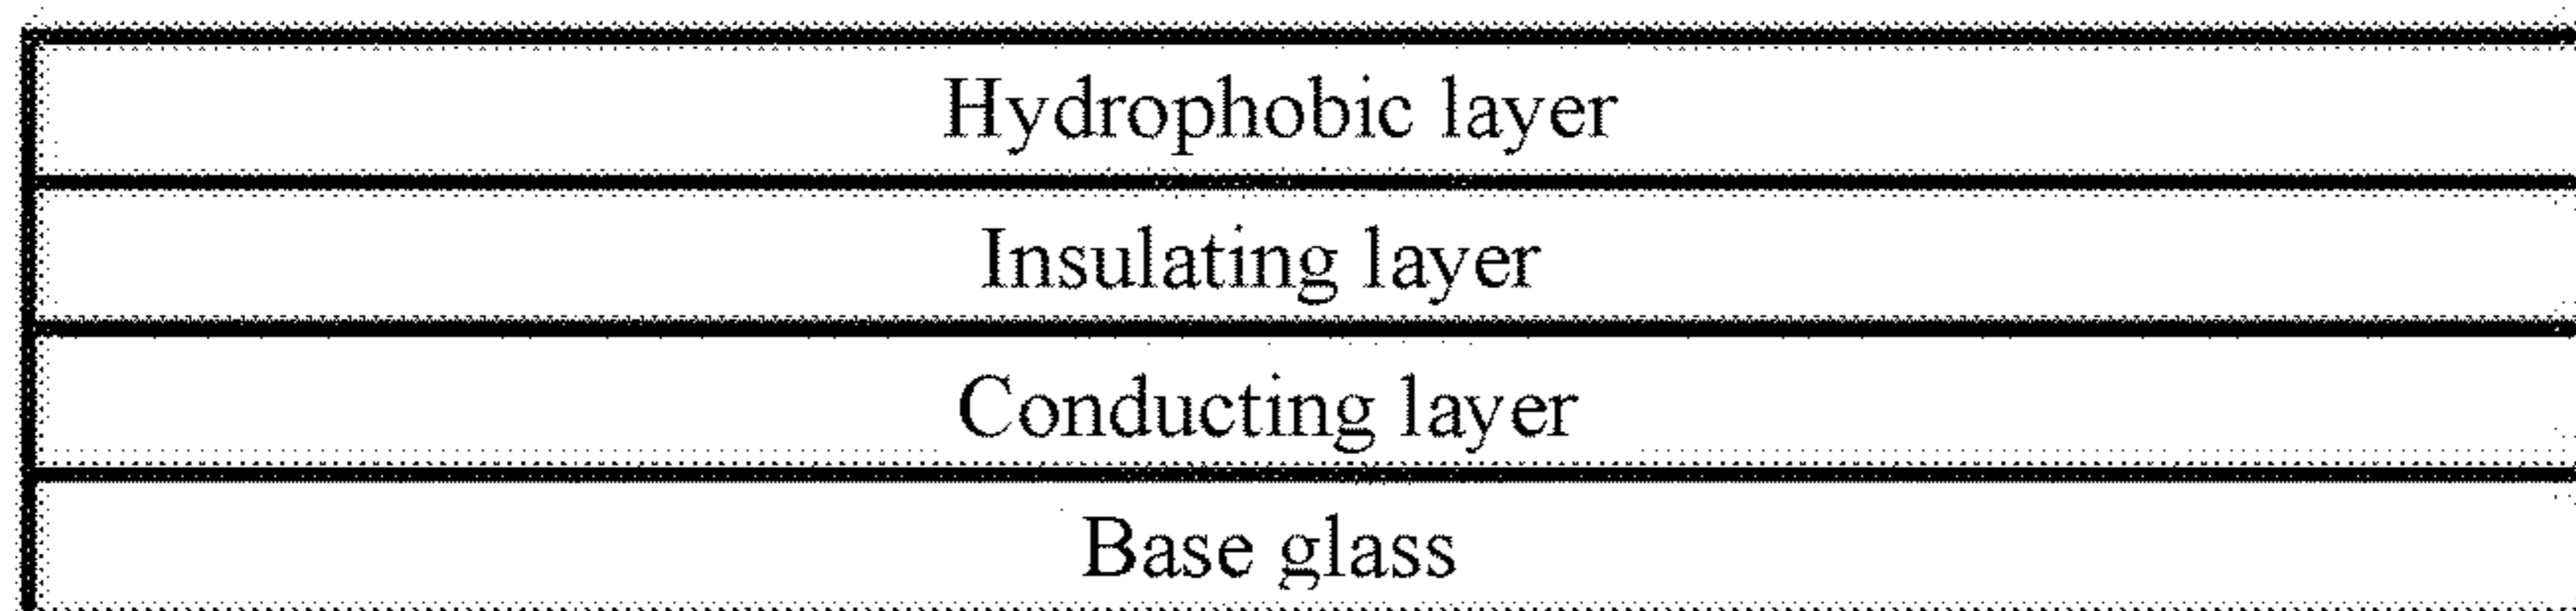 Hydrophobic layer
Insulating layer
Conducting layer
Base glass